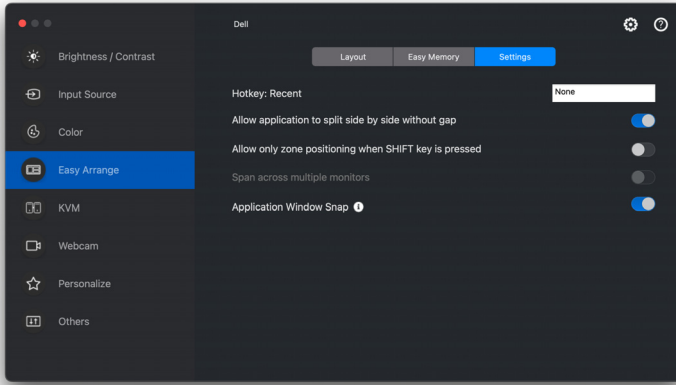 Dell
Brightness / Contrast
Input Source
Color
Easy Arrange
KVM
Webcam
Personalize
Others
Layout Easy Memory Settings
Hotkey: Recent None
Allow application to split side by side without gap
Allow only zone positioning when SHIFT key is pressed
Span across multiple monitors
Application Window Snap